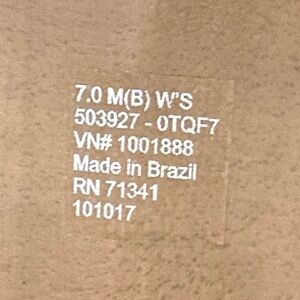 7.0 M(B) W"S
503927 - 0TQF7
VN# 1001888
Made in Brazil
RN 71341
101017